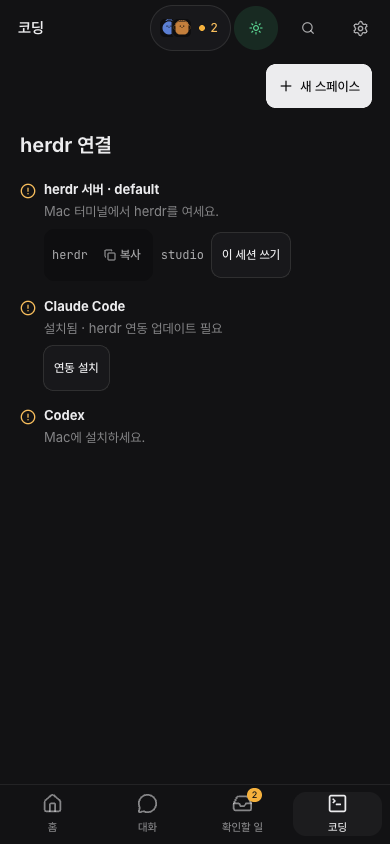 코딩
2
새 스페이스
herdr 연결
herdr 서버 · default
Mac 터미널에서 herdr를 여세요.
herdr 복사 studio 이 세션 쓰기
Claude Code
설치됨 · herdr 연동 업데이트 필요
연동 설치
Codex
Mac에 설치하세요.
2
홈 대화 확인할 일 코딩